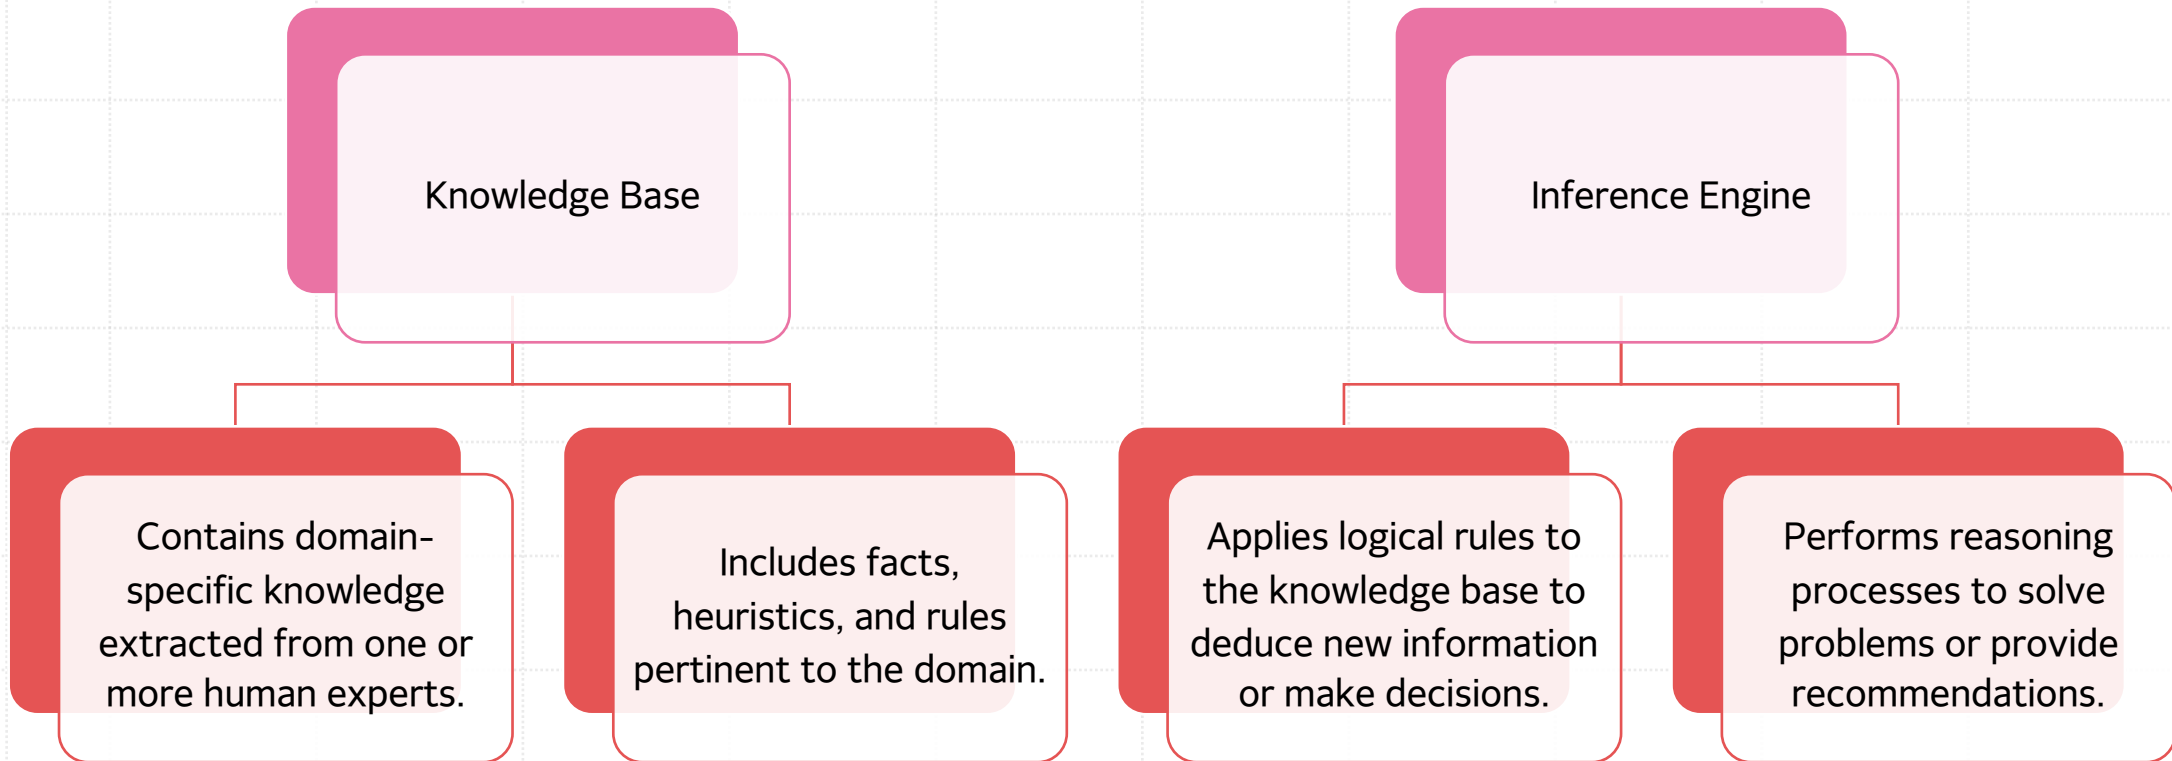 Knowledge Base
Inference Engine
Contains domain-
specific knowledge
extracted from one or
more human experts.
Includes facts,
heuristics, and rules
pertinent to the domain.
Applies logical rules to
the knowledge base to
deduce new information
or make decisions.
Performs reasoning
processes to solve
problems or provide
recommendations.